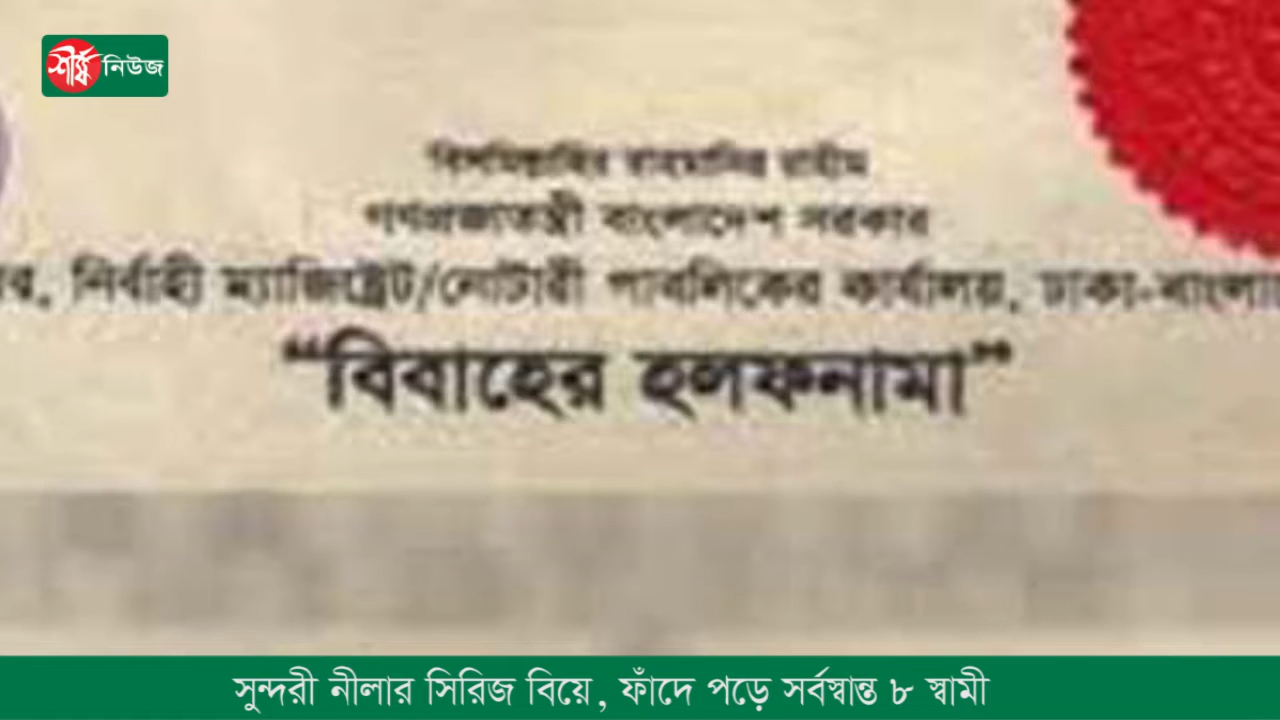 শীর্ষ নিউজ
বিসমিল্লাহির রাহমানির রাহীম
গণপ্রজাতন্ত্রী বাংলাদেশ সরকার
নির্বাহী ম্যাজিষ্ট্রেট/নোটারী পাবলিকের কার্যালয়, ঢাকা-
“বিবাহের হলফনামা”
সুন্দরী নীলার সিরিজ বিয়ে, ফাঁদে পড়ে সর্বস্বান্ত ৮ স্বামী